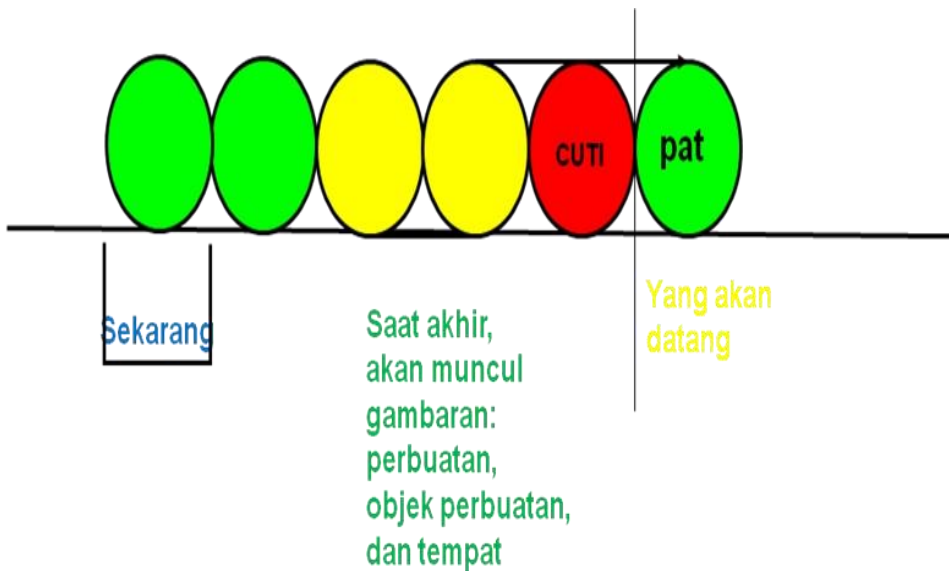 CUTI
pat
Sekarang
Saat akhir,
akan muncul
gambaran:
perbuatan,
objek perbuatan,
dan tempat
Yang akan
datang